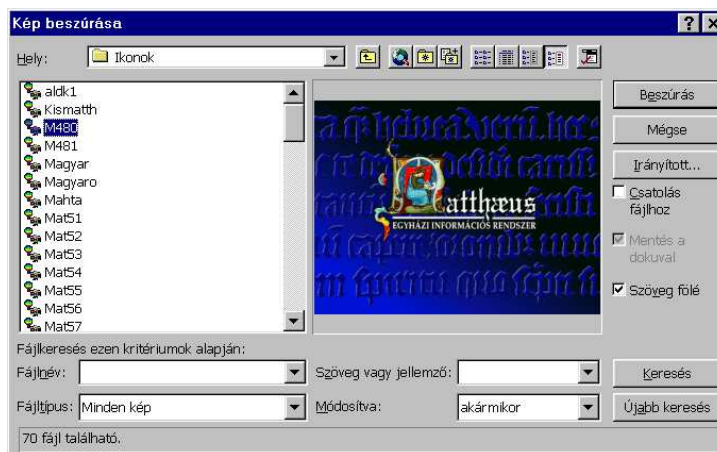 Kép beszúrása
Hely: Ikonok
aldk1
Kismatth
M480
M481
Magyar
Magyaro
Mahta
Mat51
Mat52
Mat53
Mat54
Mat55
Mat56
Mat57
Matthæus
EGYHÁZI INFORMÁCIÓS RENDSZER
Beszúrás
Mégse
Irányított...
Csatolás
fájlhoz
Mentés a
dokuval
Szöveg fölé
Fájlkeresés ezen kritériumok alapján:
Fájlnév: Szöveg vagy jellemző: Keresés
Fájltípus: Minden kép Módosítva: akármikor Újabb keresés
70 fájl található.